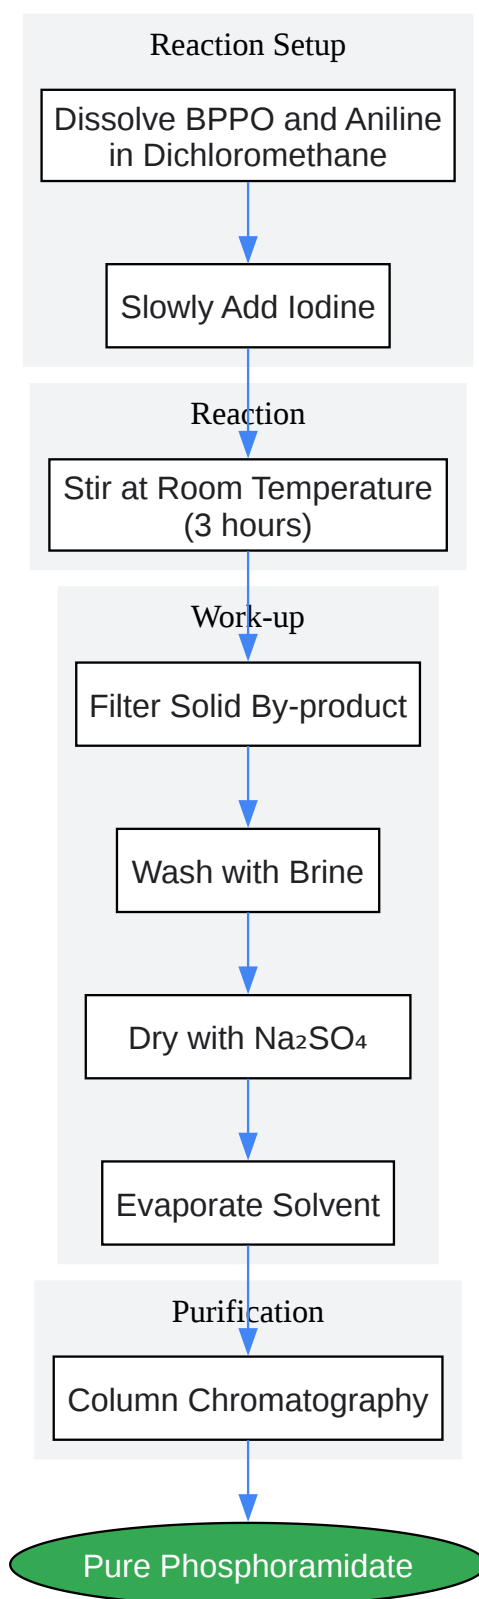 Reaction Setup
Dissolve BPPO and Aniline
in Dichloromethane
Slowly Add Iodine
Reaction
Stir at Room Temperature
(3 hours)
Work-up
Filter Solid By-product
Wash with Brine
Dry with Na₂SO₄
Evaporate Solvent
Purification
Column Chromatography
Pure Phosphoramidate